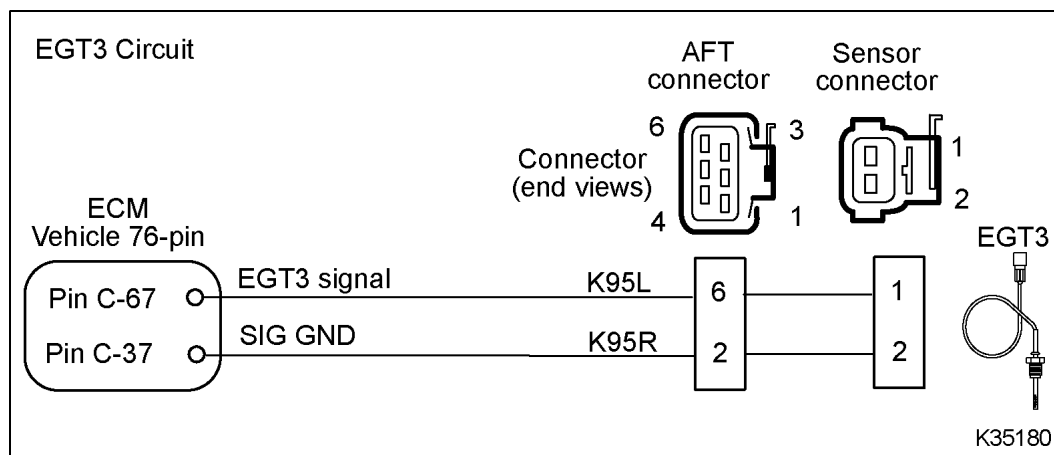 EGT3 Circuit
AFT
connector
Sensor
connector
6
3
4
1
1
2
Connector
(end views)
ECM
Vehicle 76-pin
EGT3
Pin C-67
EGT3 signal
K95L
6
1
Pin C-37
SIG GND
K95R
2
2
K35180